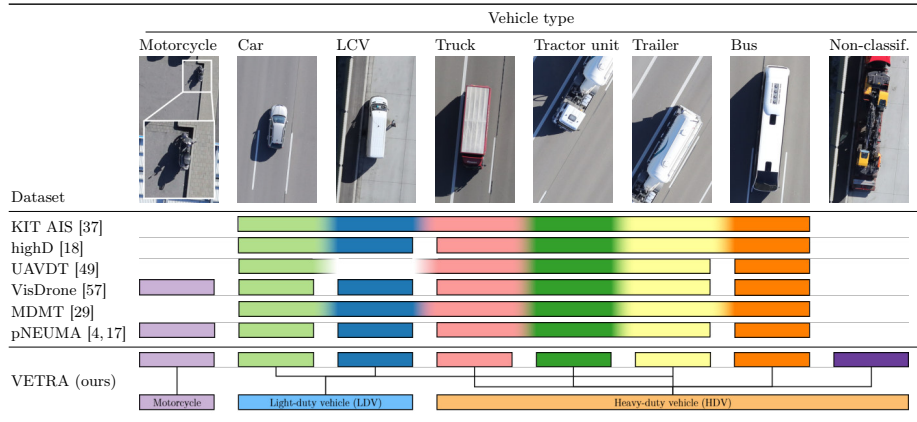 Vehicle type
Motorcycle Car LCV Truck Tractor unit Trailer Bus Non-classif.
Dataset
KIT AIS [37]
highD [18]
UAVDT [49]
VisDrone [57]
MDMT [29]
pNEUMA [4, 17]
VETRA (ours)
Motorcycle Light-duty vehicle (LDV) Heavy-duty vehicle (HDV)